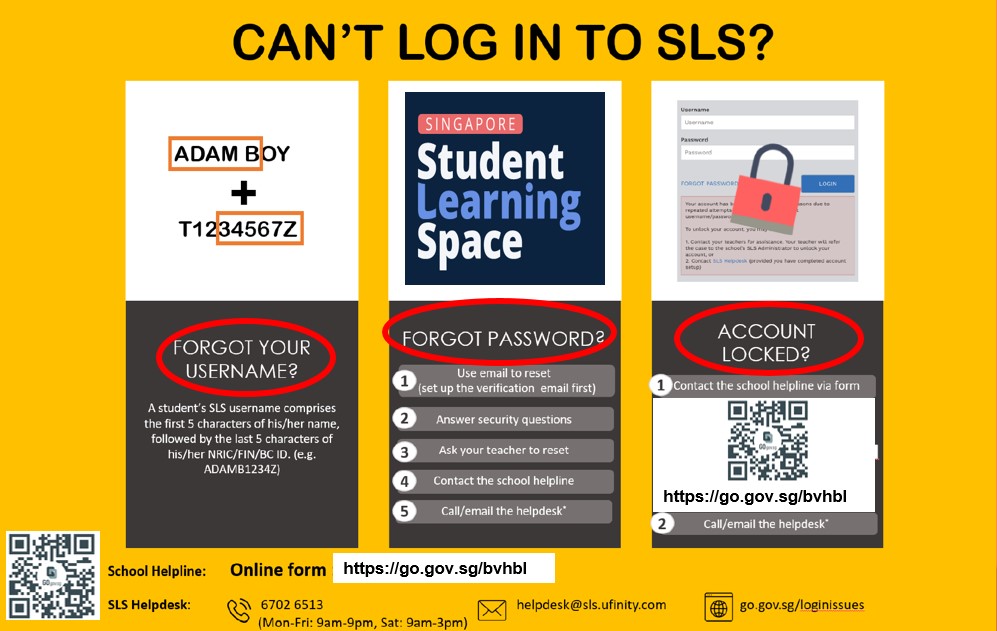 CAN’T LOG IN TO SLS?
ADAM BOY
+
T1234567Z
FORGOT YOUR
USERNAME?
A student’s SLS username comprises
the first 5 characters of his/her name,
followed by the last 5 characters of
his/her NRIC/FIN/BC ID. (e.g.
ADAMB1234Z)
SINGAPORE
Student
Learning
Space
FORGOT PASSWORD?
1 Use email to reset
(set up the verification email first)
2 Answer security questions
3 Ask your teacher to reset
4 Contact the school helpline
5 Call/email the helpdesk*
Username
Username
Password
Password
FORGOT PASSWORD
LOGIN
Your account has
due to
repeated
username/
To unlock your account, you may
1. Contact your teachers for assistance. Your teacher will refer
the case to the school's SLS Administrator to unlock your
account, or
2. Contact SLS Helpdesk (provided you have completed account
setup)
ACCOUNT
LOCKED?
1 Contact the school helpline via form
https://go.gov.sg/bvhbl
2 Call/email the helpdesk*
School Helpline: Online form https://go.gov.sg/bvhbl
SLS Helpdesk: 6702 6513 helpdesk@sls.ufinity.com go.gov.sg/loginissues
(Mon-Fri: 9am-9pm, Sat: 9am-3pm)